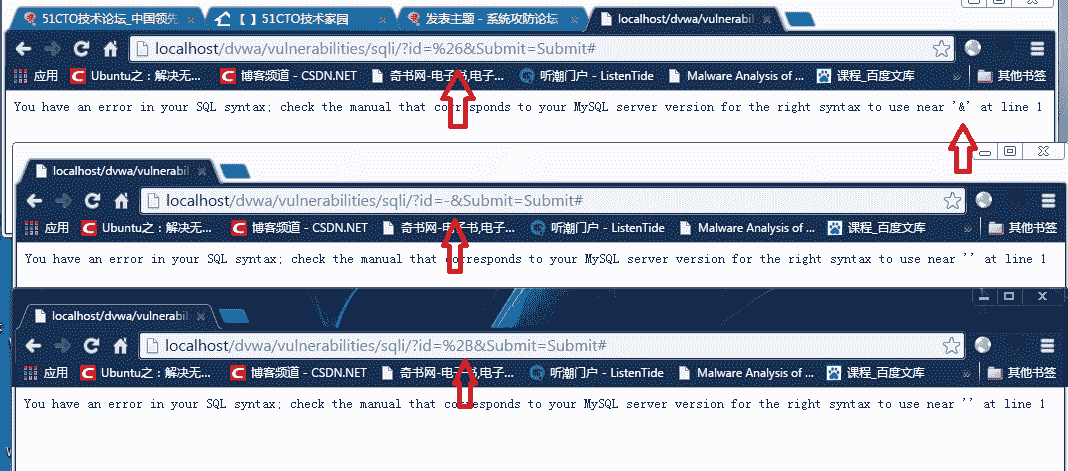 51CTO技术论坛_中国领先 【 】51CTO技术家园 发表主题 - 系统攻防论坛 localhost/dvwa/vulnerabil
localhost/dvwa/vulnerabilities/sqli/?id=%26&Submit=Submit#
应用 Ubuntu之：解决无... 博客频道 - CSDN.NET 奇书网-电子书,电子... 听潮门户 - ListenTide Malware Analysis of ... 课程_百度文库 » 其他书签
You have an error in your SQL syntax; check the manual that corresponds to your MySQL server version for the right syntax to use near '&' at line 1
localhost/dvwa/vulnerabil
localhost/dvwa/vulnerabilities/sqli/?id=-&Submit=Submit#
应用 Ubuntu之：解决无... 博客频道 - CSDN.NET 奇书网-电子书,电子... 听潮门户 - ListenTide Malware Analysis of ... 课程_百度文库 » 其他书签
You have an error in your SQL syntax; check the manual that corresponds to your MySQL server version for the right syntax to use near '' at line 1
localhost/dvwa/vulnerabil
localhost/dvwa/vulnerabilities/sqli/?id=%2B&Submit=Submit#
应用 Ubuntu之：解决无... 博客频道 - CSDN.NET 奇书网-电子书,电子... 听潮门户 - ListenTide Malware Analysis of ... 课程_百度文库 » 其他书签
You have an error in your SQL syntax; check the manual that corresponds to your MySQL server version for the right syntax to use near '' at line 1